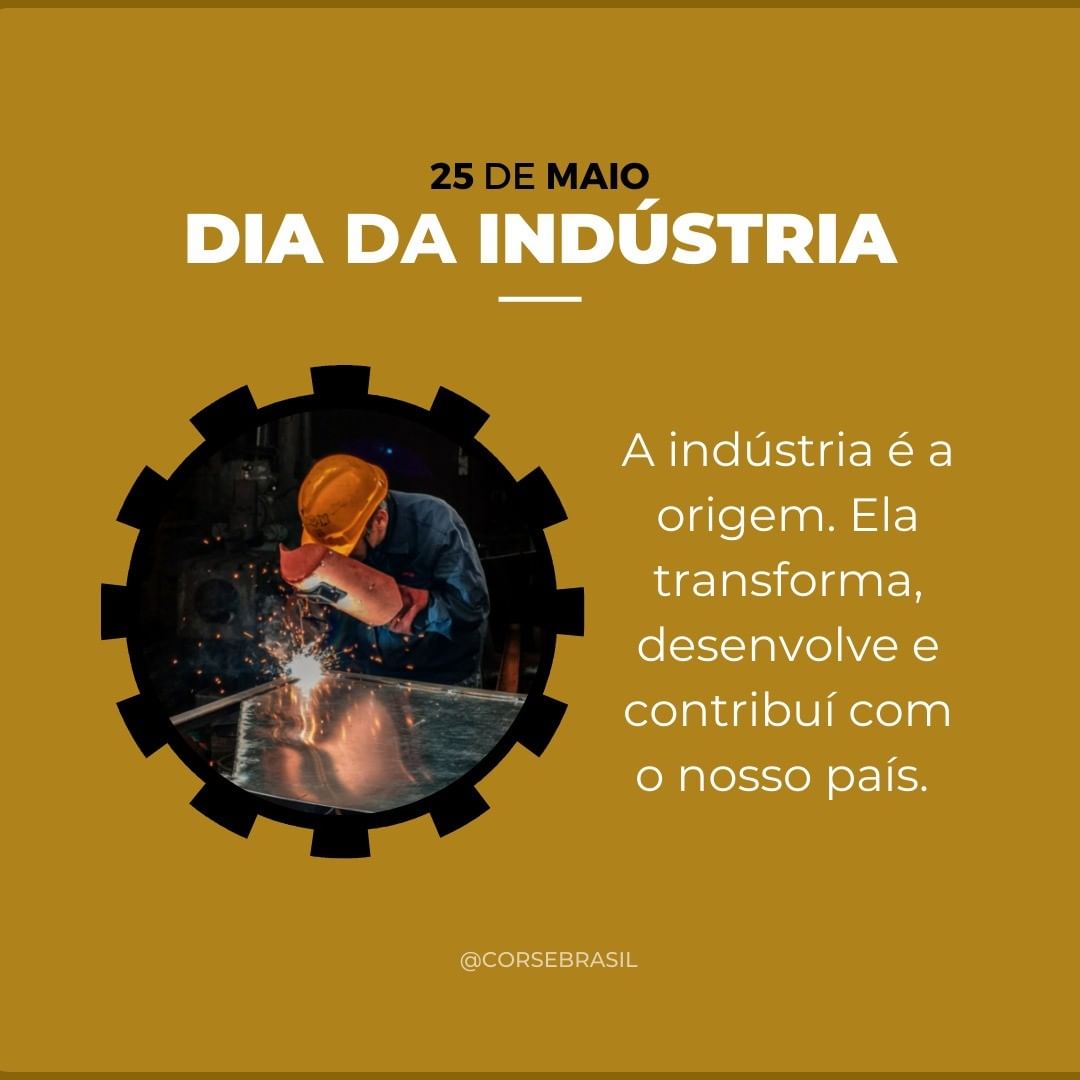 25 DE MAIO
DIA DA INDÚSTRIA
A indústria é a
origem. Ela
transforma,
desenvolve e
contribuí com
o nosso país.
@CORSEBRASIL